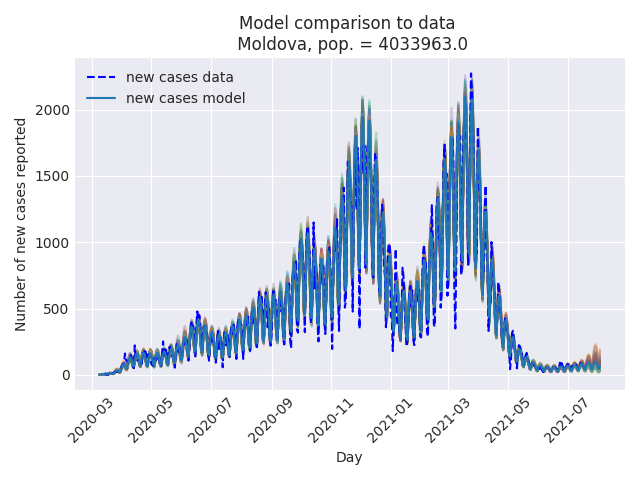 Model comparison to data
Moldova, pop. = 4033963.0
new cases data
new cases model
Number of new cases reported
2000
1500
1000
500
0
2020-03
2020-05
2020-07
2020-09
2020-11
2021-01
2021-03
2021-05
2021-07
Day